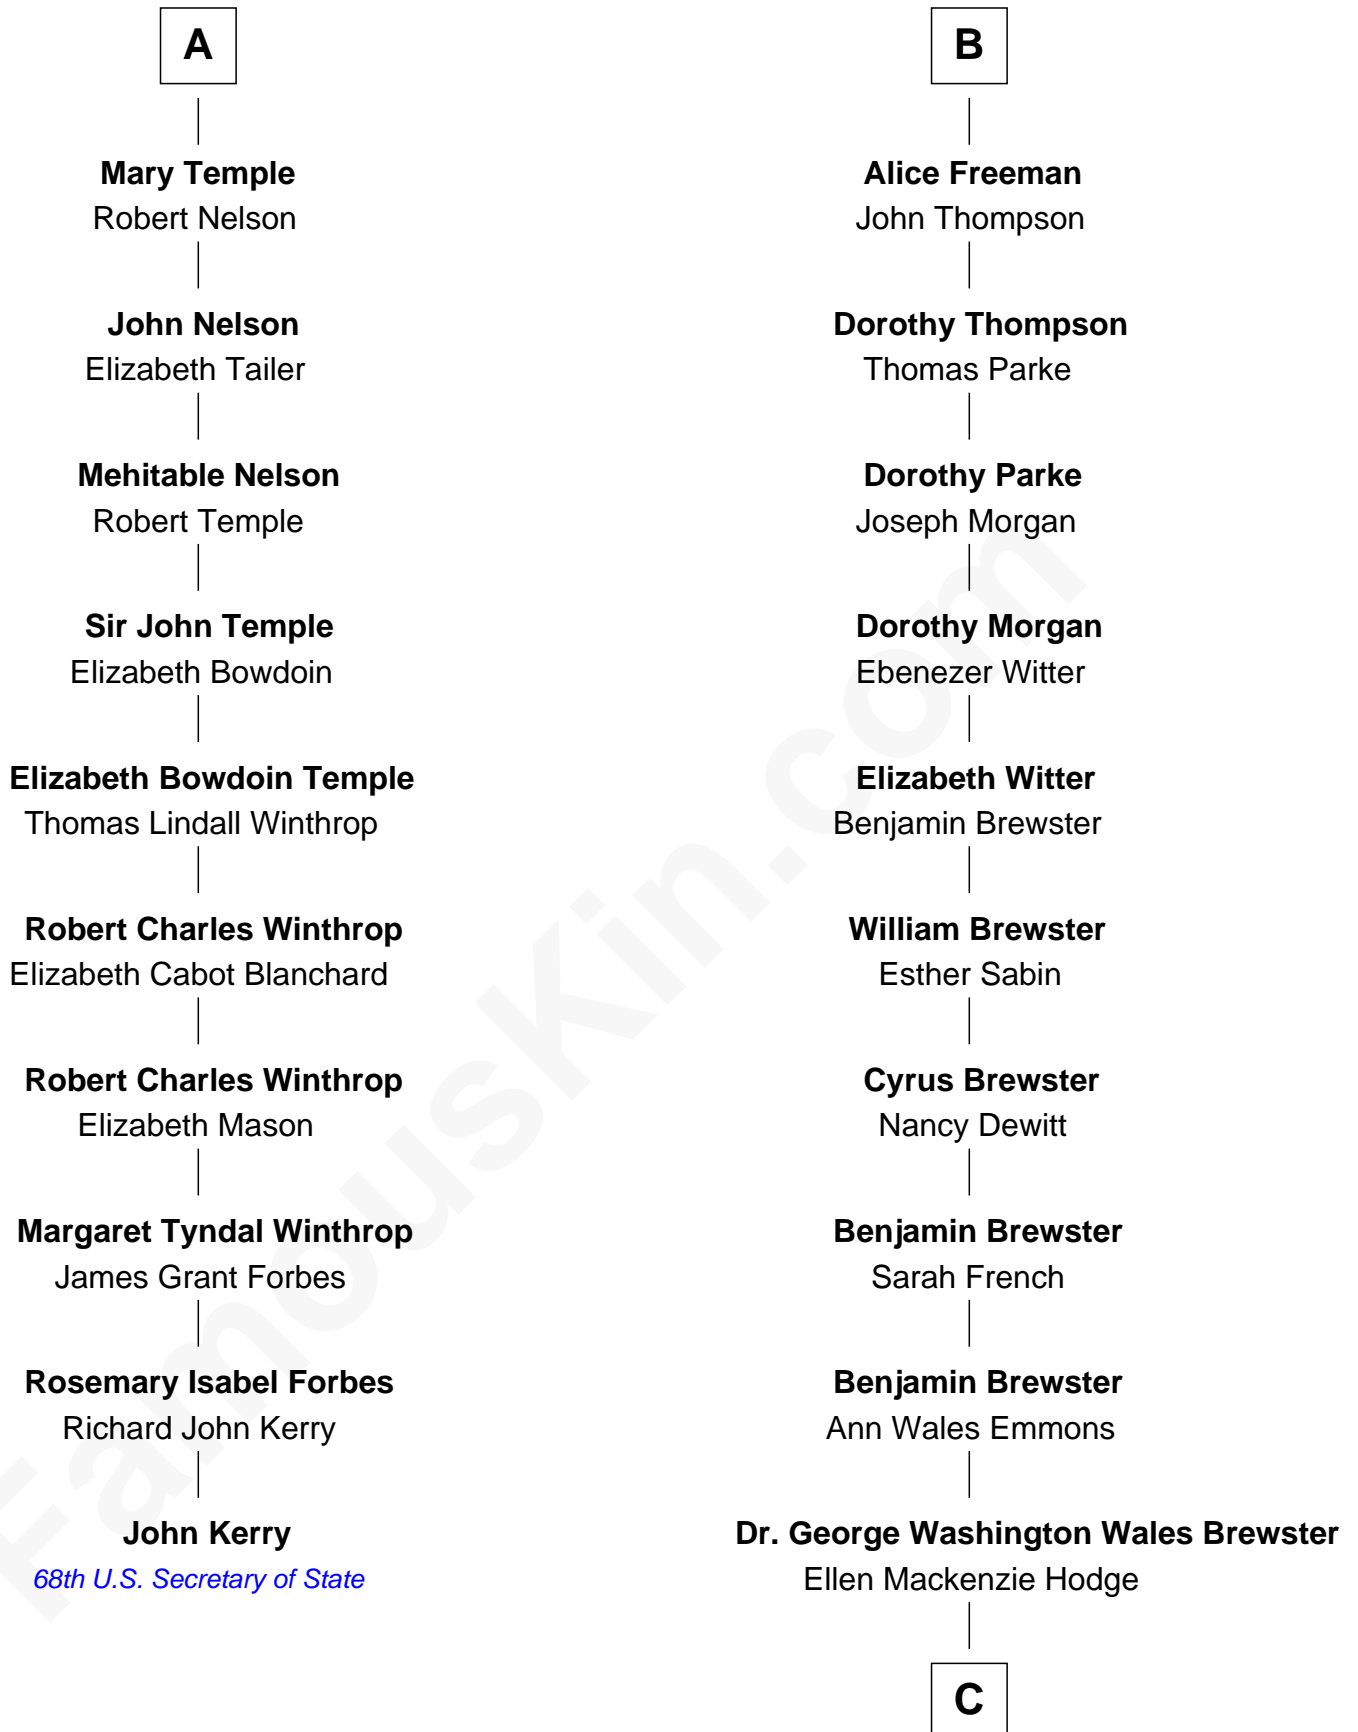 A
Mary Temple
Robert Nelson
John Nelson
Elizabeth Tailer
Mehitable Nelson
Robert Temple
Sir John Temple
Elizabeth Bowdoin
Elizabeth Bowdoin Temple
Thomas Lindall Winthrop
Robert Charles Winthrop
Elizabeth Cabot Blanchard
Robert Charles Winthrop
Elizabeth Mason
Margaret Tyndal Winthrop
James Grant Forbes
Rosemary Isabel Forbes
Richard John Kerry
John Kerry
68th U.S. Secretary of State
B
Alice Freeman
John Thompson
Dorothy Thompson
Thomas Parke
Dorothy Parke
Joseph Morgan
Dorothy Morgan
Ebenezer Witter
Elizabeth Witter
Benjamin Brewster
William Brewster
Esther Sabin
Cyrus Brewster
Nancy Dewitt
Benjamin Brewster
Sarah French
Benjamin Brewster
Ann Wales Emmons
Dr. George Washington Wales Brewster
Ellen Mackenzie Hodge
C
FamousKin.com